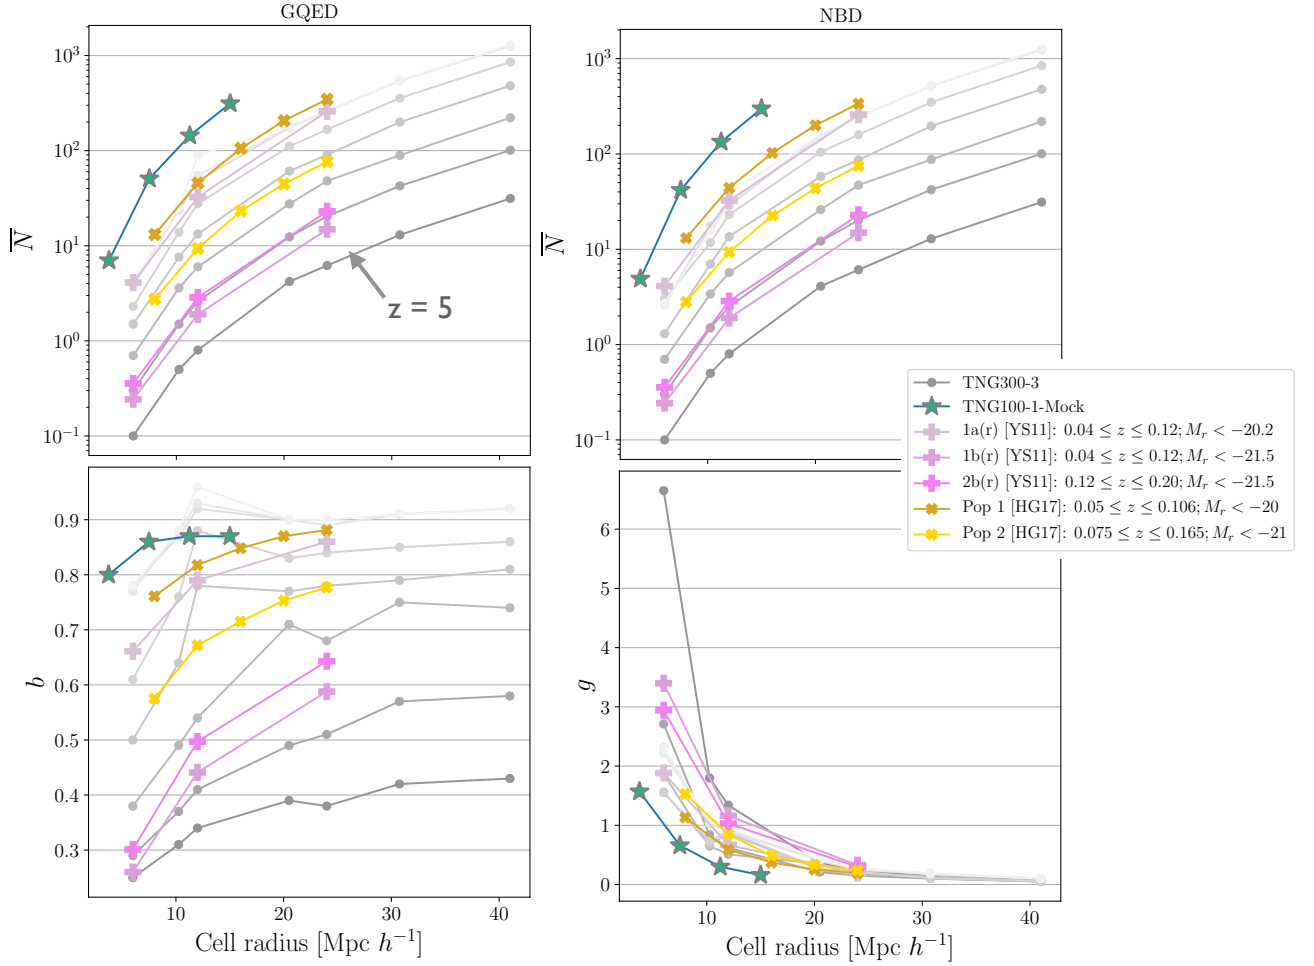 GQED
NBD
N̅
10³
10²
10¹
10⁰
10⁻¹
z = 5
N̅
10³
10²
10¹
10⁰
10⁻¹
TNG300-3
TNG100-1-Mock
1a(r) [YS11]: 0.04 ≤ z ≤ 0.12; M_r < −20.2
1b(r) [YS11]: 0.04 ≤ z ≤ 0.12; M_r < −21.5
2b(r) [YS11]: 0.12 ≤ z ≤ 0.20; M_r < −21.5
Pop 1 [HG17]: 0.05 ≤ z ≤ 0.106; M_r < −20
Pop 2 [HG17]: 0.075 ≤ z ≤ 0.165; M_r < −21
b
0.9
0.8
0.7
0.6
0.5
0.4
0.3
10 20 30 40
Cell radius [Mpc h⁻¹]
g
6
5
4
3
2
1
0
10 20 30 40
Cell radius [Mpc h⁻¹]